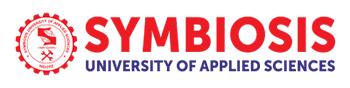 SYMBIOSIS
UNIVERSITY OF APPLIED SCIENCES